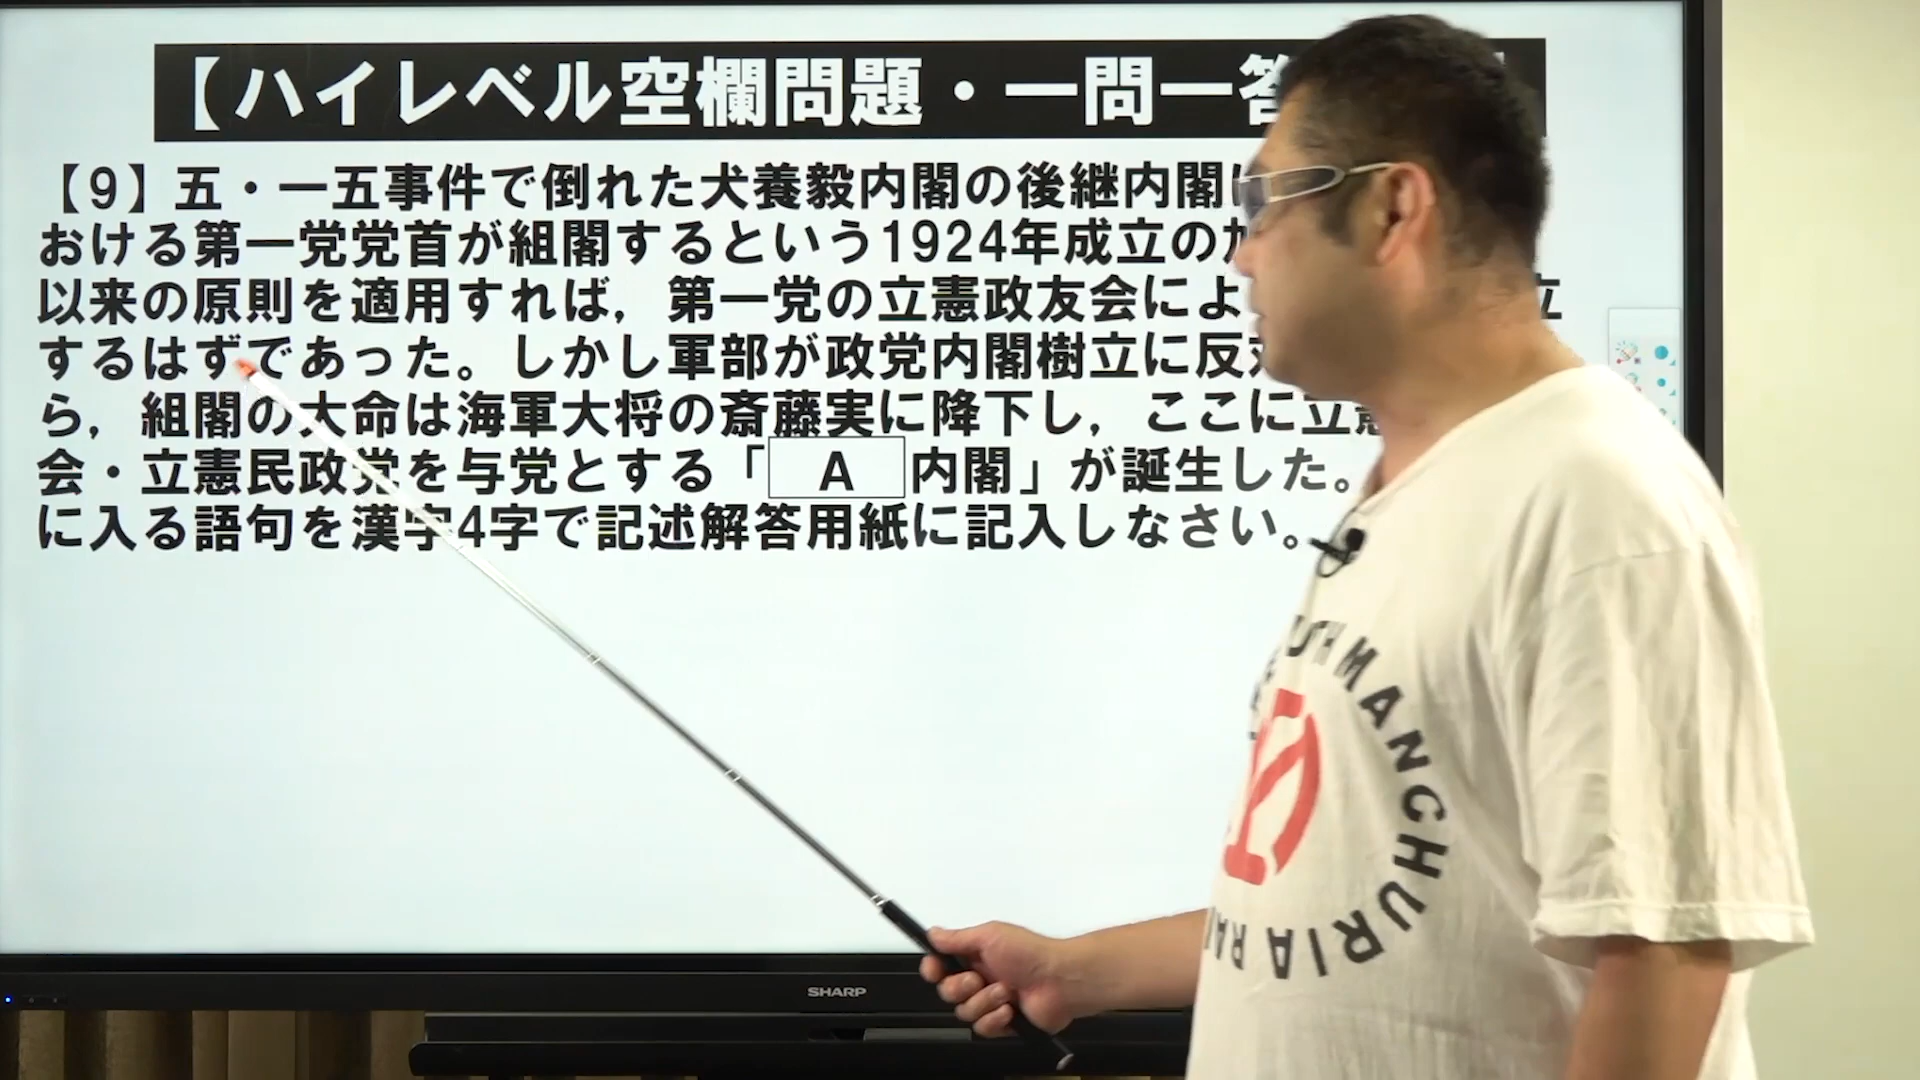 【ハイレベル空欄問題・一問一答
【9】五・一五事件で倒れた犬養毅内閣の後継内閣は
おける第一党党首が組閣するという1924年成立の加
以来の原則を適用すれば，第一党の立憲政友会によ 立
するはずであった。しかし軍部が政党内閣樹立に反対
ら，組閣の大命は海軍大将の斎藤実に降下し，ここに立憲
会・立憲民政党を与党とする「 A 内閣」が誕生した。
に入る語句を漢字4字で記述解答用紙に記入しなさい。
UTH MANCHURIA RA
SHARP